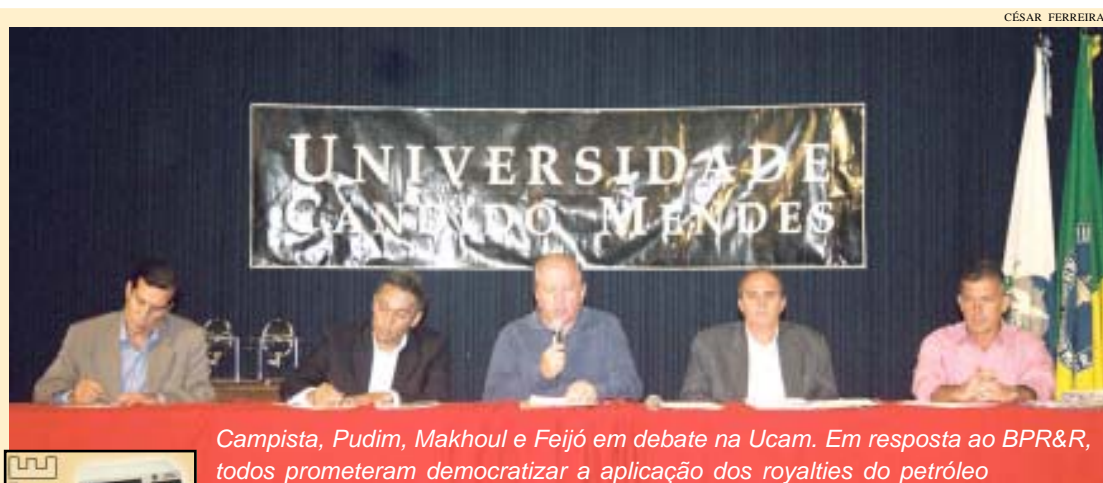 CÉSAR FERREIRA
UNIVERSIDADE
CANDIDO MENDES
Campista, Pudim, Makhoul e Feijó em debate na Ucam. Em resposta ao BPR&R,
todos prometeram democratizar a aplicação dos royalties do petróleo